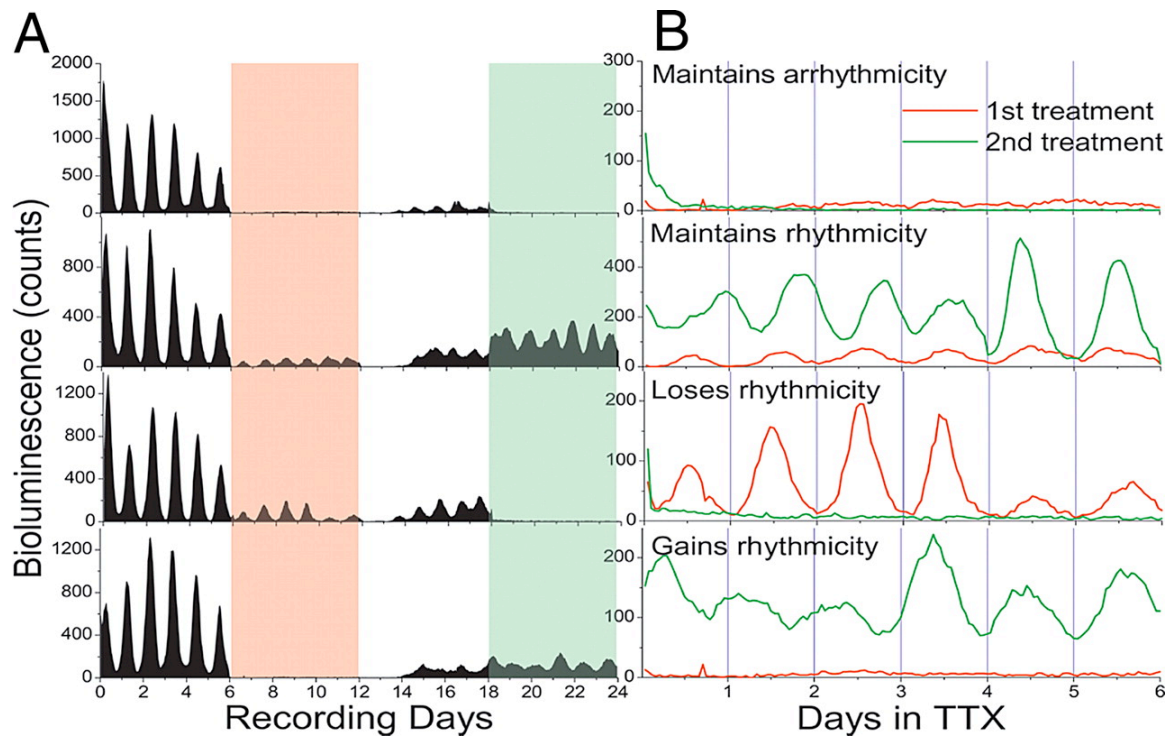 A
B
Bioluminescence (counts)
2000
1500
1000
500
0
800
400
0
1200
800
400
0
1200
800
400
0
0 2 4 6 8 10 12 14 16 18 20 22 24
Recording Days
300
200
100
0
Maintains arrhythmicity
1st treatment
2nd treatment
400
200
0
Maintains rhythmicity
200
100
0
Loses rhythmicity
200
100
0
Gains rhythmicity
1 2 3 4 5 6
Days in TTX